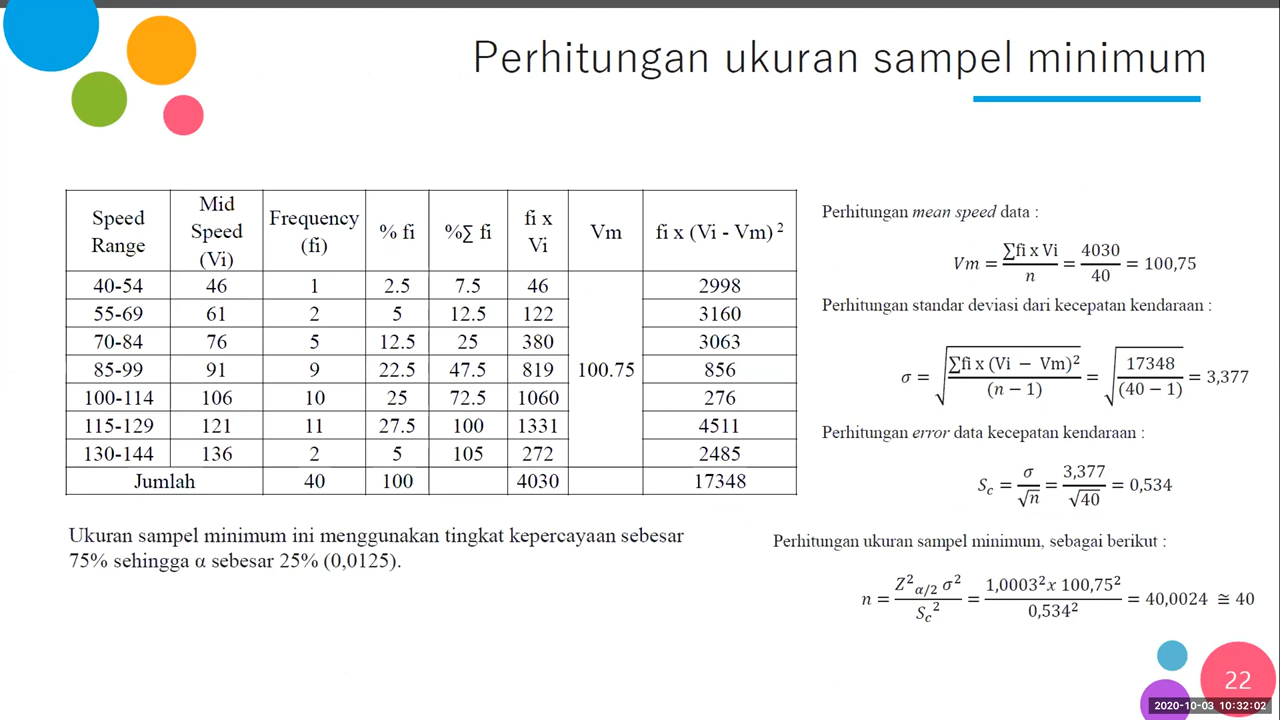 Perhitungan ukuran sampel minimum
Speed Range | Mid Speed (Vi) | Frequency (fi) | % fi | %∑ fi | fi x Vi | Vm | fi x (Vi - Vm) ²
40-54 | 46 | 1 | 2.5 | 7.5 | 46 | 100.75 | 2998
55-69 | 61 | 2 | 5 | 12.5 | 122 | 3160
70-84 | 76 | 5 | 12.5 | 25 | 380 | 3063
85-99 | 91 | 9 | 22.5 | 47.5 | 819 | 856
100-114 | 106 | 10 | 25 | 72.5 | 1060 | 276
115-129 | 121 | 11 | 27.5 | 100 | 1331 | 4511
130-144 | 136 | 2 | 5 | 105 | 272 | 2485
Jumlah | 40 | 100 | 4030 | 17348
Ukuran sampel minimum ini menggunakan tingkat kepercayaan sebesar
75% sehingga α sebesar 25% (0,0125).
Perhitungan mean speed data :
Vm = ∑fi x Vi / n = 4030 / 40 = 100,75
Perhitungan standar deviasi dari kecepatan kendaraan :
σ = √(∑fi x (Vi − Vm)² / (n − 1)) = √(17348 / (40 − 1)) = 3,377
Perhitungan error data kecepatan kendaraan :
S_c = σ / √n = 3,377 / √40 = 0,534
Perhitungan ukuran sampel minimum, sebagai berikut :
n = Z²_α/2 σ² / S_c² = 1,0003² x 100,75² / 0,534² = 40,0024 ≅ 40
22
2020-10-03 10:32:02